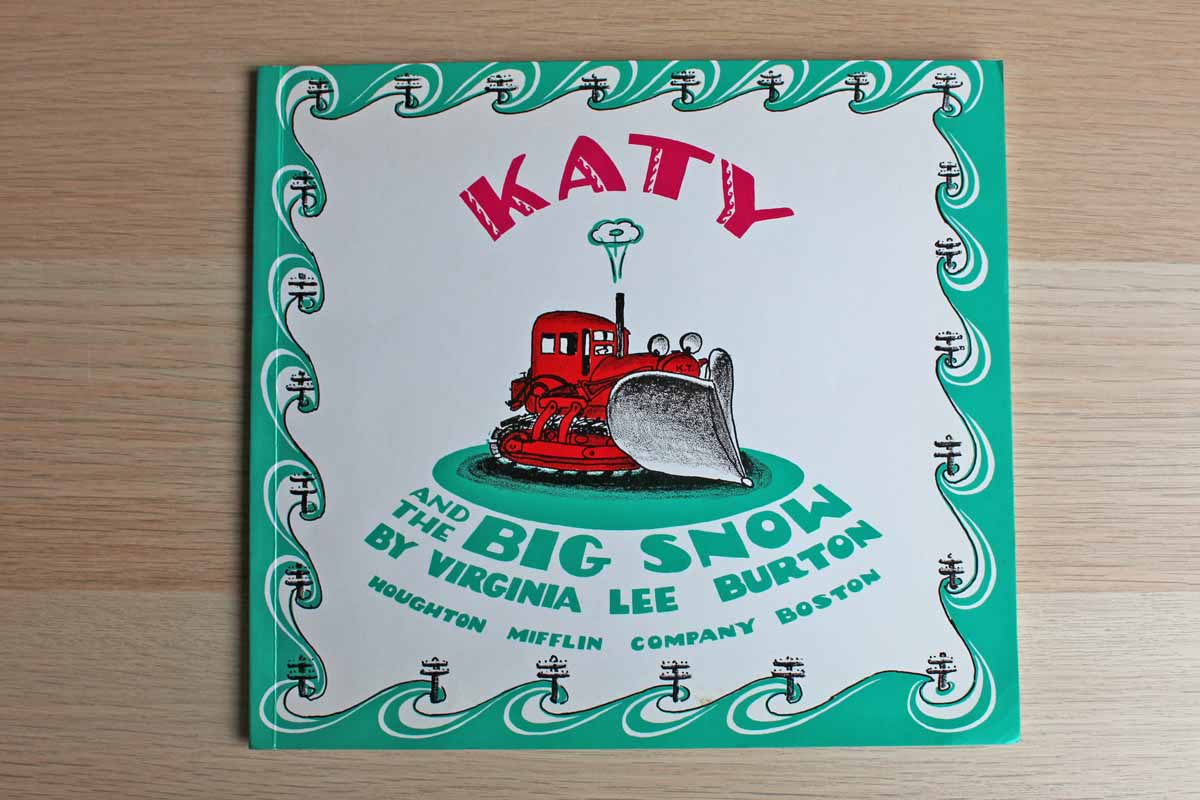 KATY
K.T.
AND
THE BIG SNOW
BY VIRGINIA LEE BURTON
HOUGHTON MIFFLIN COMPANY BOSTON